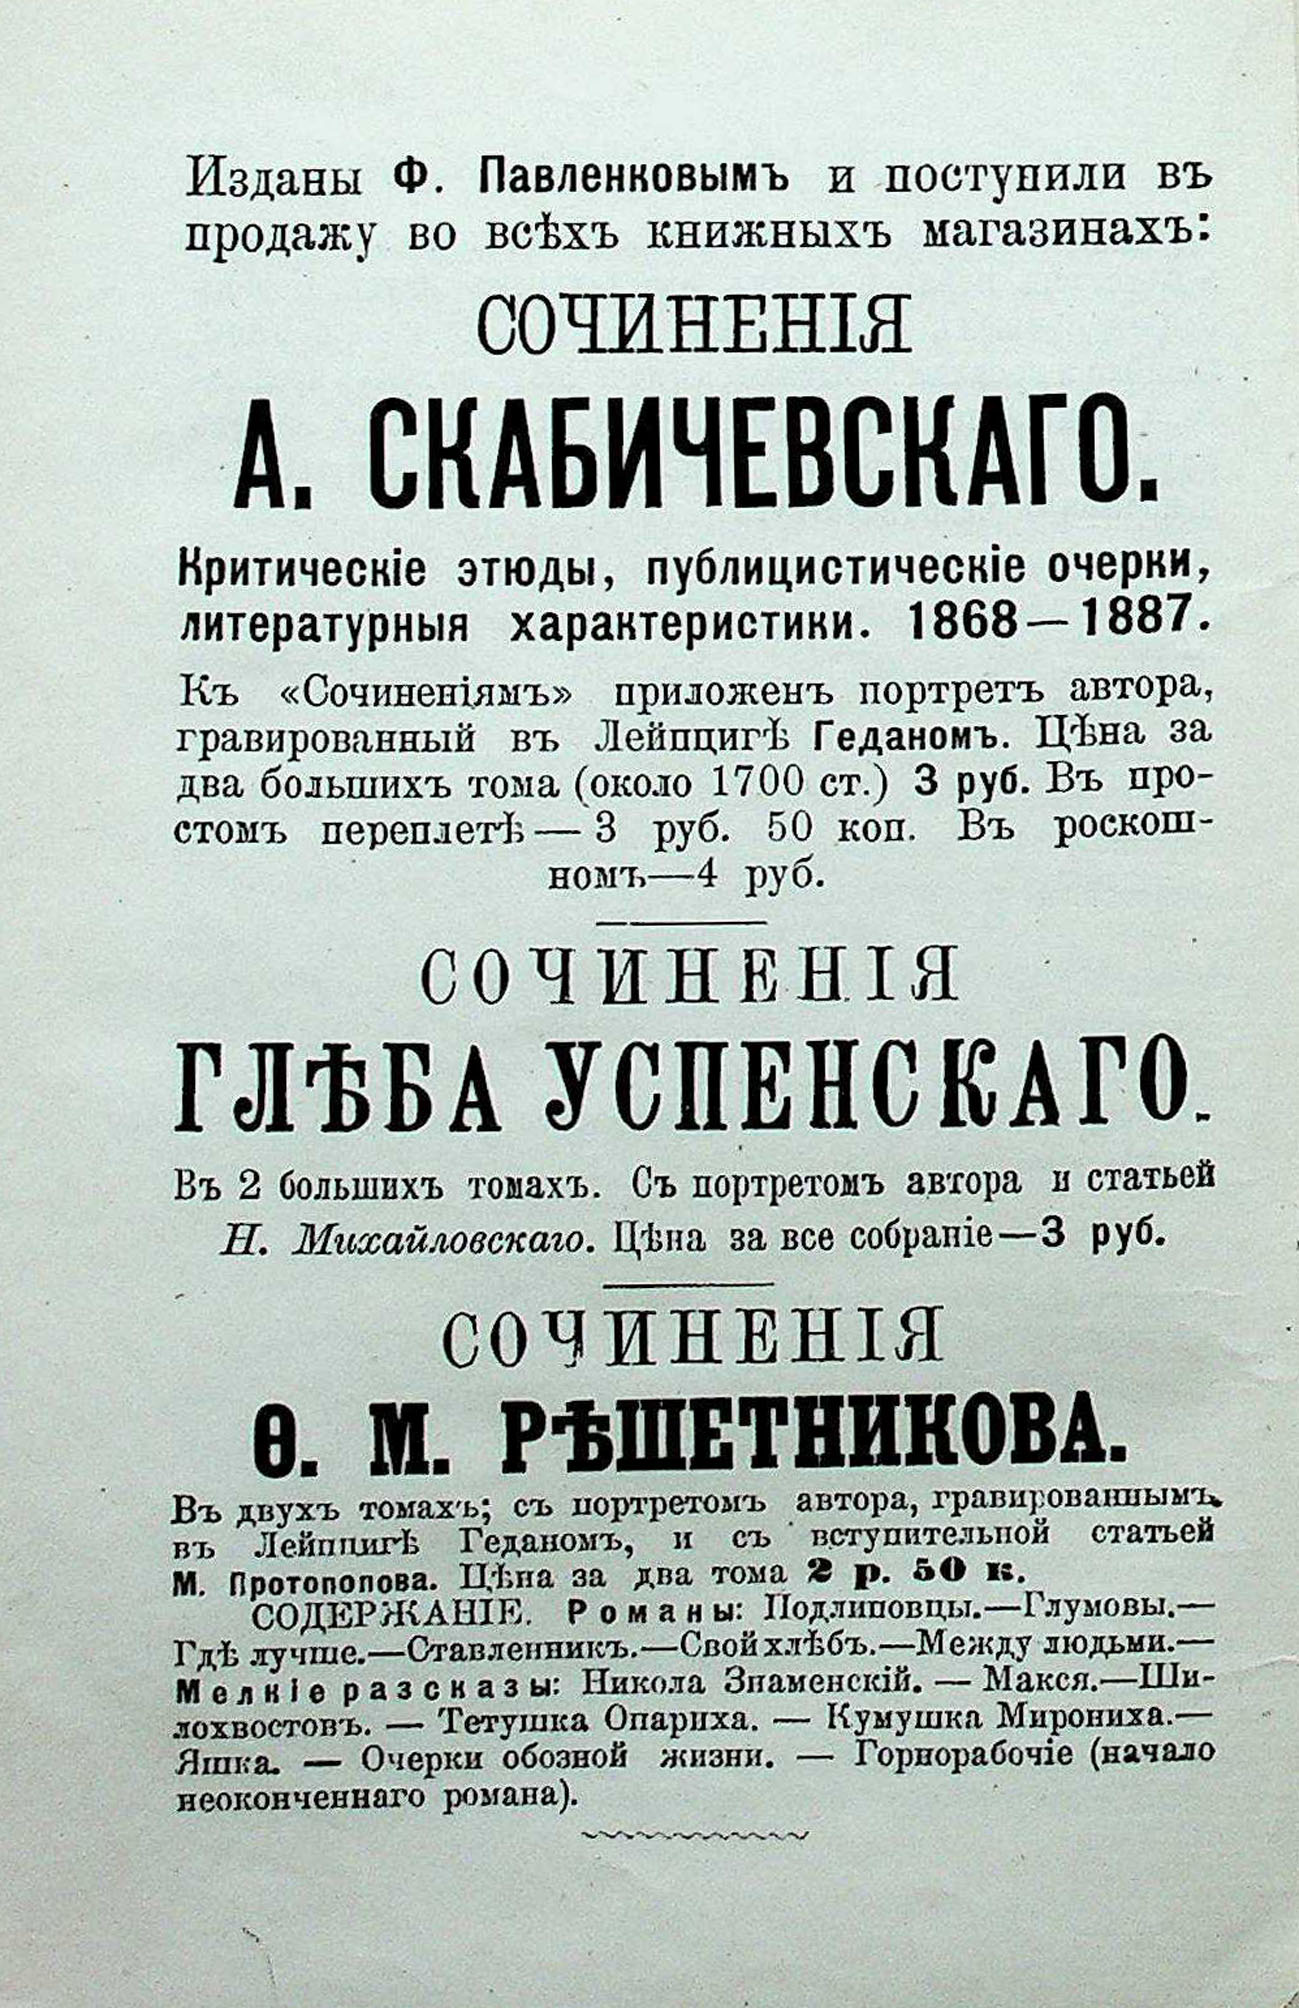 Изданы Ф. Павленковымъ и поступили въ
продажу во всѣхъ книжныхъ магазинахъ:
СОЧИНЕНІЯ
А. СКАБИЧЕВСКАГО.
Критическіе этюды, публицистическіе очерки,
литературныя характеристики. 1868—1887.
Къ «Сочиненіямъ» приложенъ портретъ автора,
гравированный въ Лейпцигѣ Геданомъ. Цѣна за
два большихъ тома (около 1700 ст.) 3 руб. Въ про-
стомъ переплетѣ—3 руб. 50 коп. Въ роскош-
номъ—4 руб.
СОЧИНЕНІЯ
ГЛѢБА УСПЕНСКАГО.
Въ 2 большихъ томахъ. Съ портретомъ автора и статьей
Н. Михайловскаго. Цѣна за все собраніе—3 руб.
СОЧИНЕНІЯ
Ѳ. М. РѢШЕТНИКОВА.
Въ двухъ томахъ; съ портретомъ автора, гравированнымъ
въ Лейпцигѣ Геданомъ, и съ вступительной статьей
М. Протопопова. Цѣна за два тома 2 р. 50 к.
СОДЕРЖАНІЕ. Романы: Подлиповцы.—Глумовы.—
Гдѣ лучше.—Ставленникъ.—Свой хлѣбъ.—Между людьми.—
Мелкіе разсказы: Никола Знаменскій. — Макся.—Ши-
лохвостовъ. — Тетушка Опариха. — Кумушка Мирониха.—
Яшка. — Очерки обозной жизни. — Горнорабочіе (начало
неоконченнаго романа).